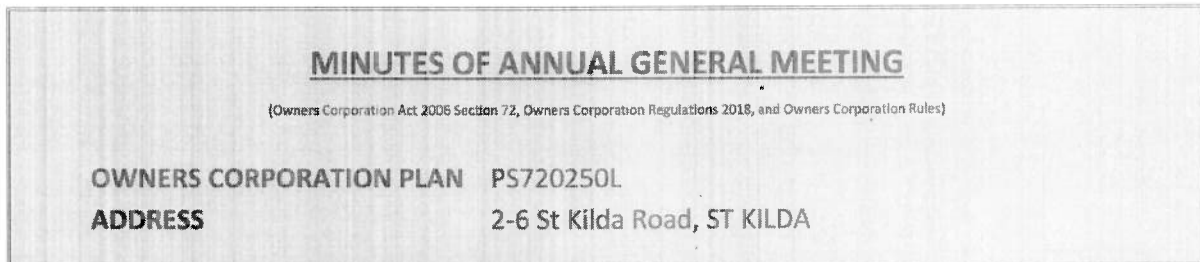 MINUTES OF ANNUAL GENERAL MEETING
(Owners Corporation Act 2006 Section 72, Owners Corporation Regulations 2018, and Owners Corporation Rules)
OWNERS CORPORATION PLAN PS720250L
ADDRESS 2-6 St Kilda Road, ST KILDA